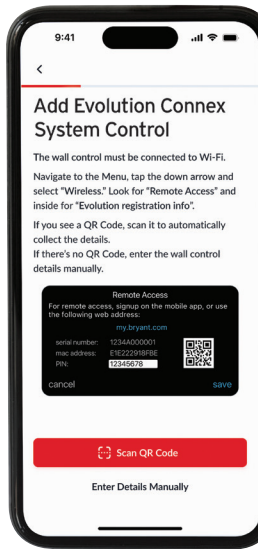 9:41
Add Evolution Connex
System Control
The wall control must be connected to Wi-Fi.
Navigate to the Menu, tap the down arrow and
select “Wireless.” Look for “Remote Access” and
inside for “Evolution registration info”.
If you see a QR Code, scan it to automatically
collect the details.
If there's no QR Code, enter the wall control
details manually.
Remote Access
For remote access, signup on the mobile app, or use
the following web address:
my.bryant.com
serial number: 1234A000001
mac address: E1E222918FBE
PIN: 12345678
cancel save
Scan QR Code
Enter Details Manually